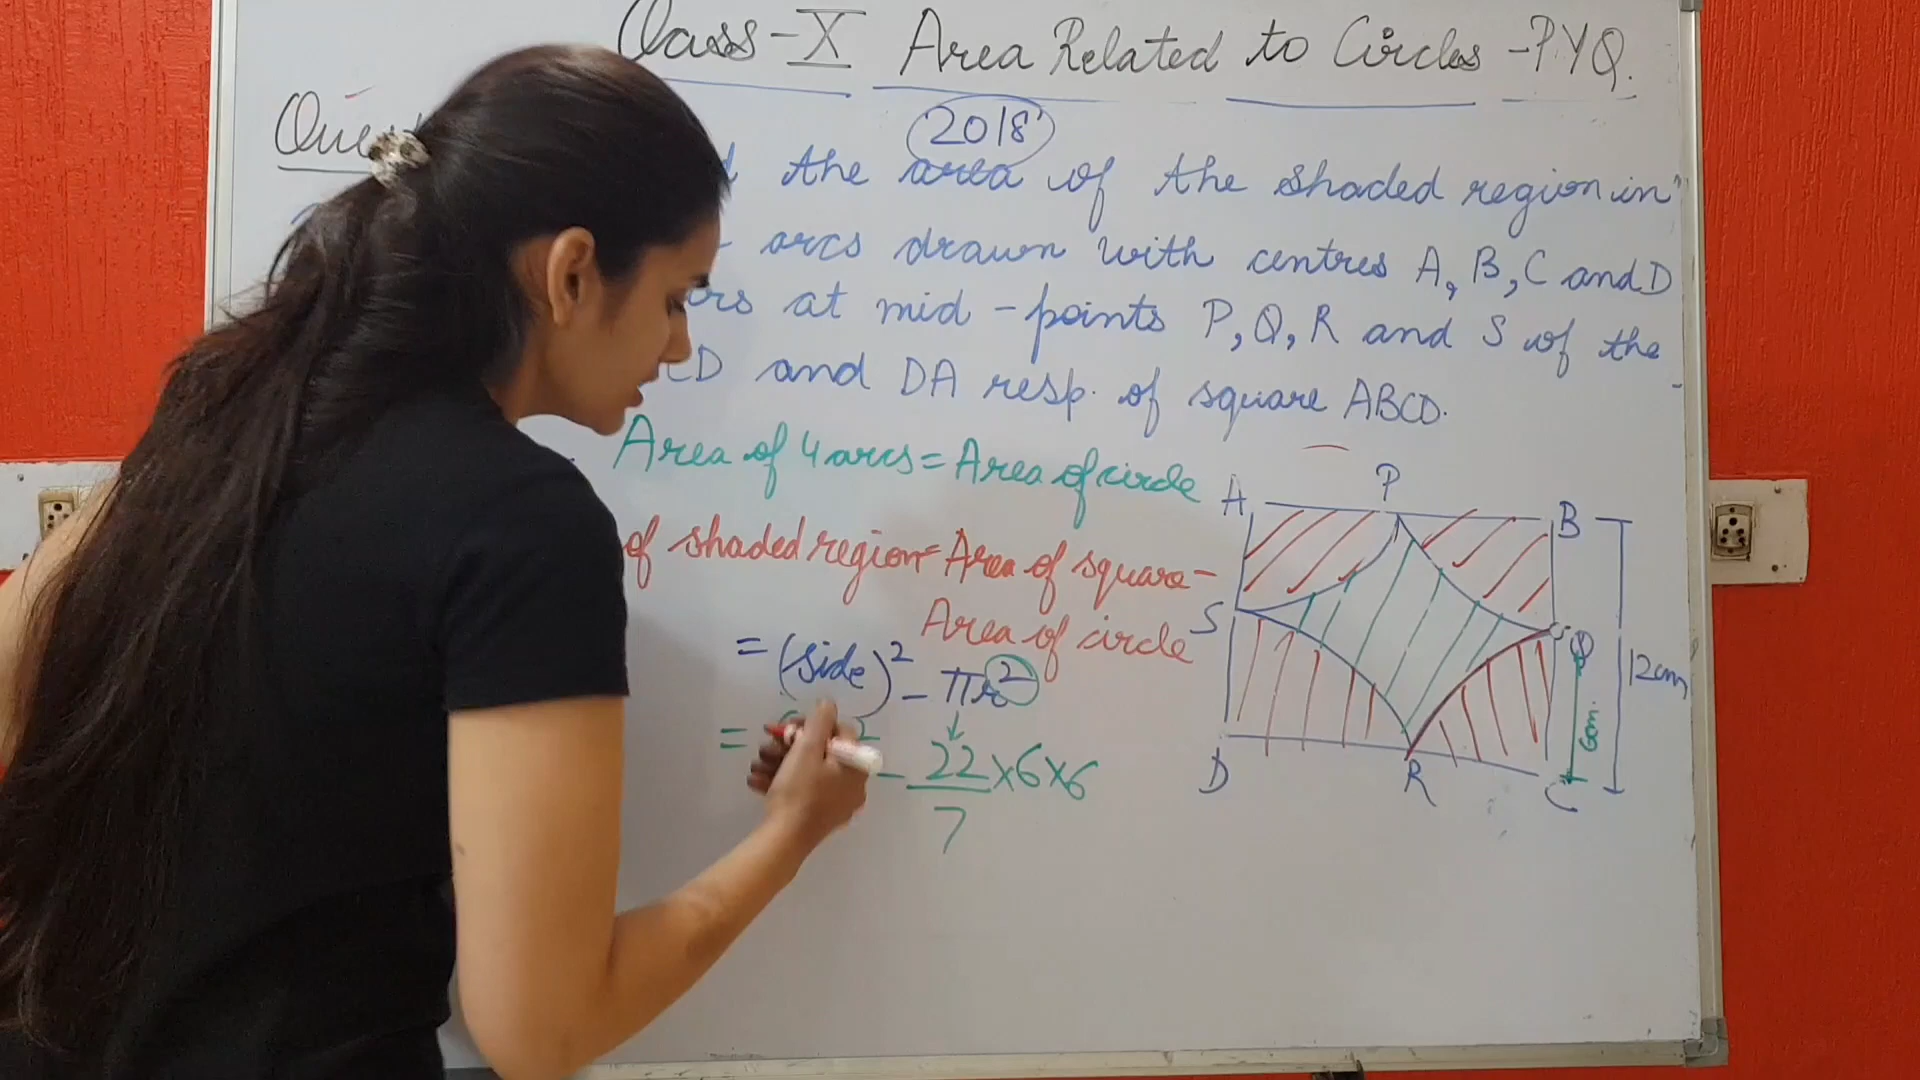 Class-X Area Related to Circles -PYQ.
2018
the area of the shaded region in
arcs drawn with centres A, B, C and D
at mid-points P, Q, R and S of the
CD and DA resp. of square ABCD.
Area of 4 arcs = Area of circle
of shaded region = Area of square -
Area of circle
= (side)² - πr²
= ² - 22/7 × 6 × 6
A P B
S Q
D R C
12cm
6cm.